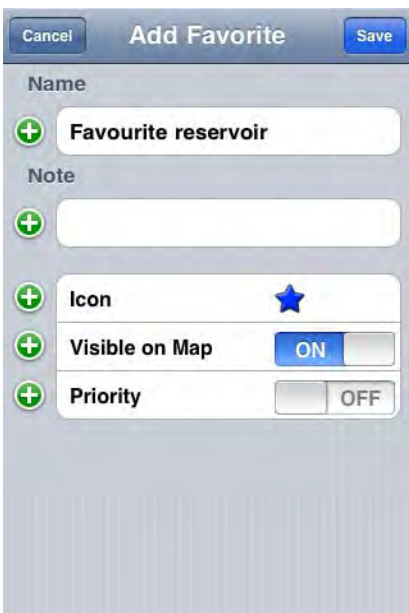 Cancel Add Favorite Save
Name
Favourite reservoir
Note
Icon
Visible on Map ON
Priority OFF